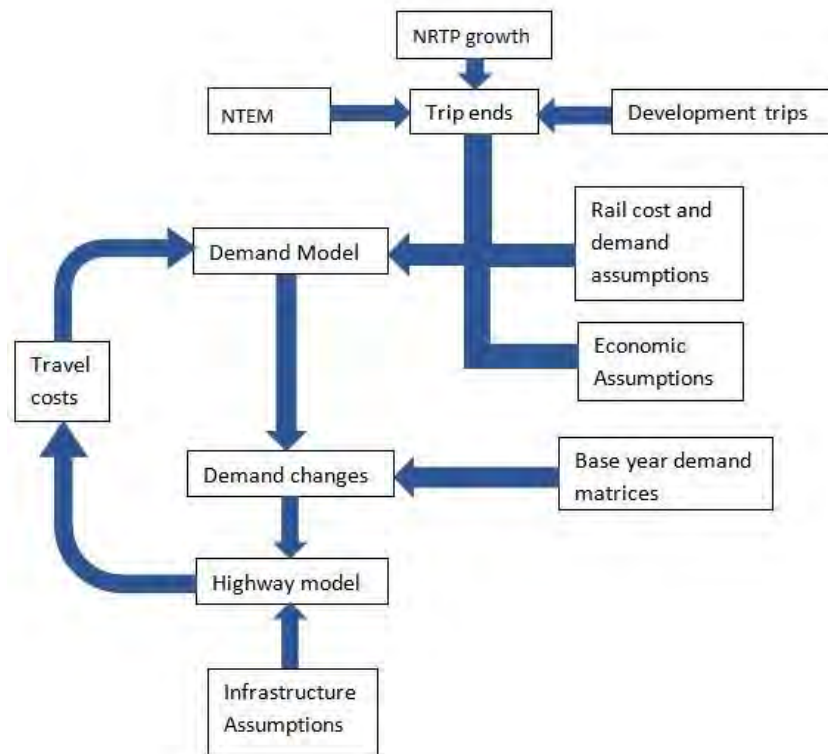 NRTP growth
NTEM
Trip ends
Development trips
Rail cost and
demand
assumptions
Demand Model
Economic
Assumptions
Travel
costs
Demand changes
Base year demand
matrices
Highway model
Infrastructure
Assumptions